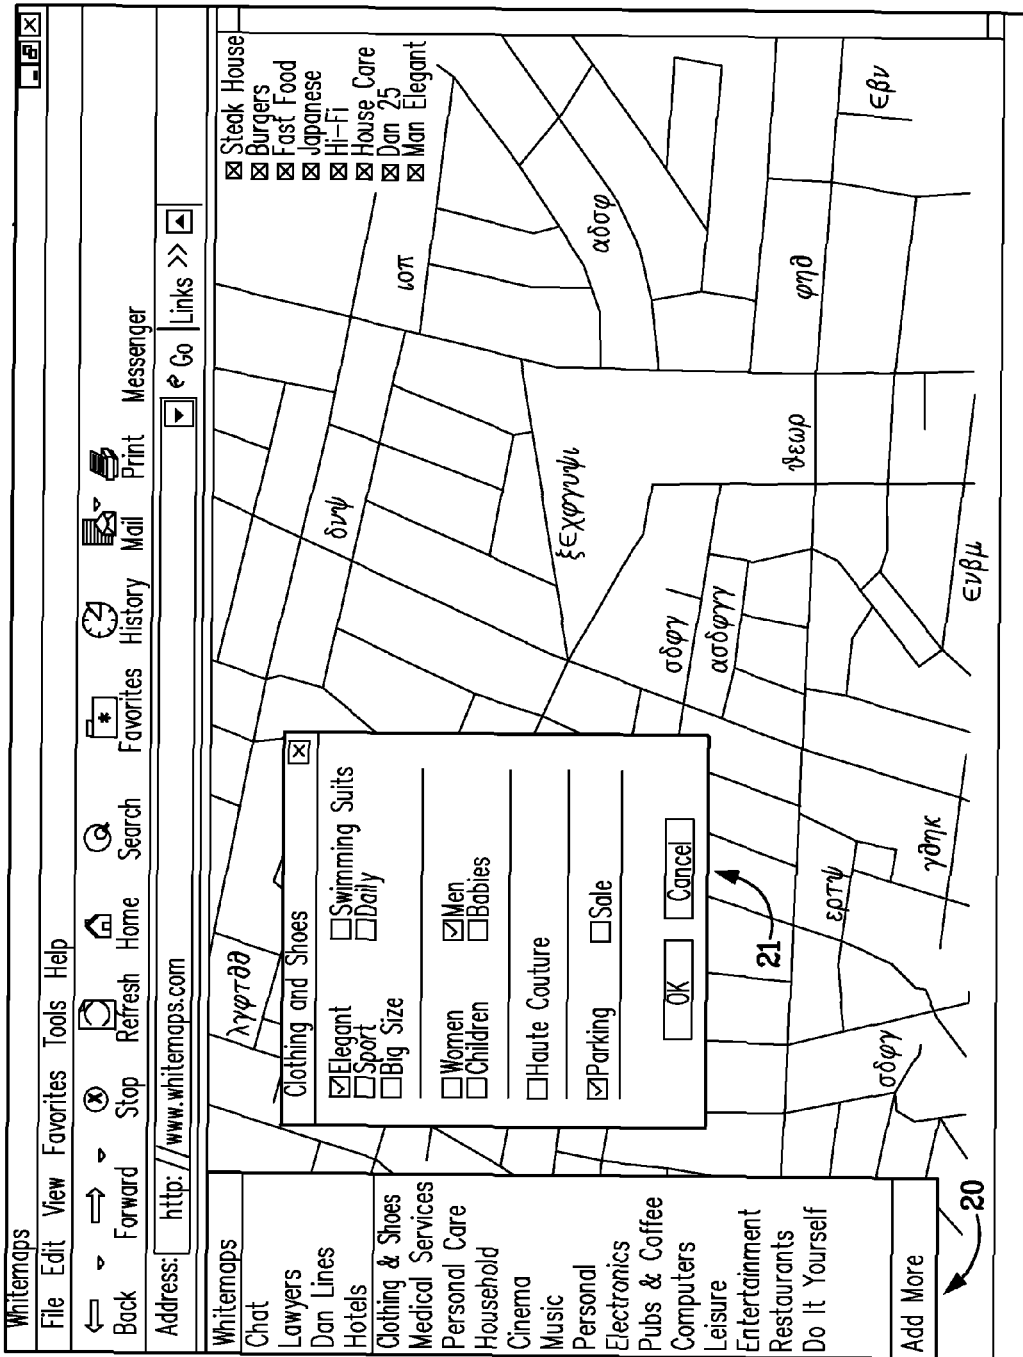 Whitemaps
File Edit View Favorites Tools Help
Back Forward Stop Refresh Home Search Favorites History Mail Print Messenger
Address: http://www.whitemaps.com Go Links >>
Whitemaps
Chat
Lawyers
Dan Lines
Hotels
Clothing & Shoes
Medical Services
Personal Care
Household
Cinema
Music
Personal
Electronics
Pubs & Coffee
Computers
Leisure
Entertainment
Restaurants
Do It Yourself
Add More
20
Clothing and Shoes
Elegant Swimming Suits
Sport Daily
Big Size
Women Men
Children Babies
Haute Couture
Parking Sale
OK Cancel
21
Steak House
Burgers
Fast Food
Japanese
Hi-Fi
House Care
Dan 25
Man Elegant
λγφτ∂∂
δνψ
ιοπ
αδσφ
ξεχφγυψι
σδφγ
ασδφγγ
ϑεωρ
φη∂
εβν
ερτψ
σδφγ
γ∂ηκ
ενβμ